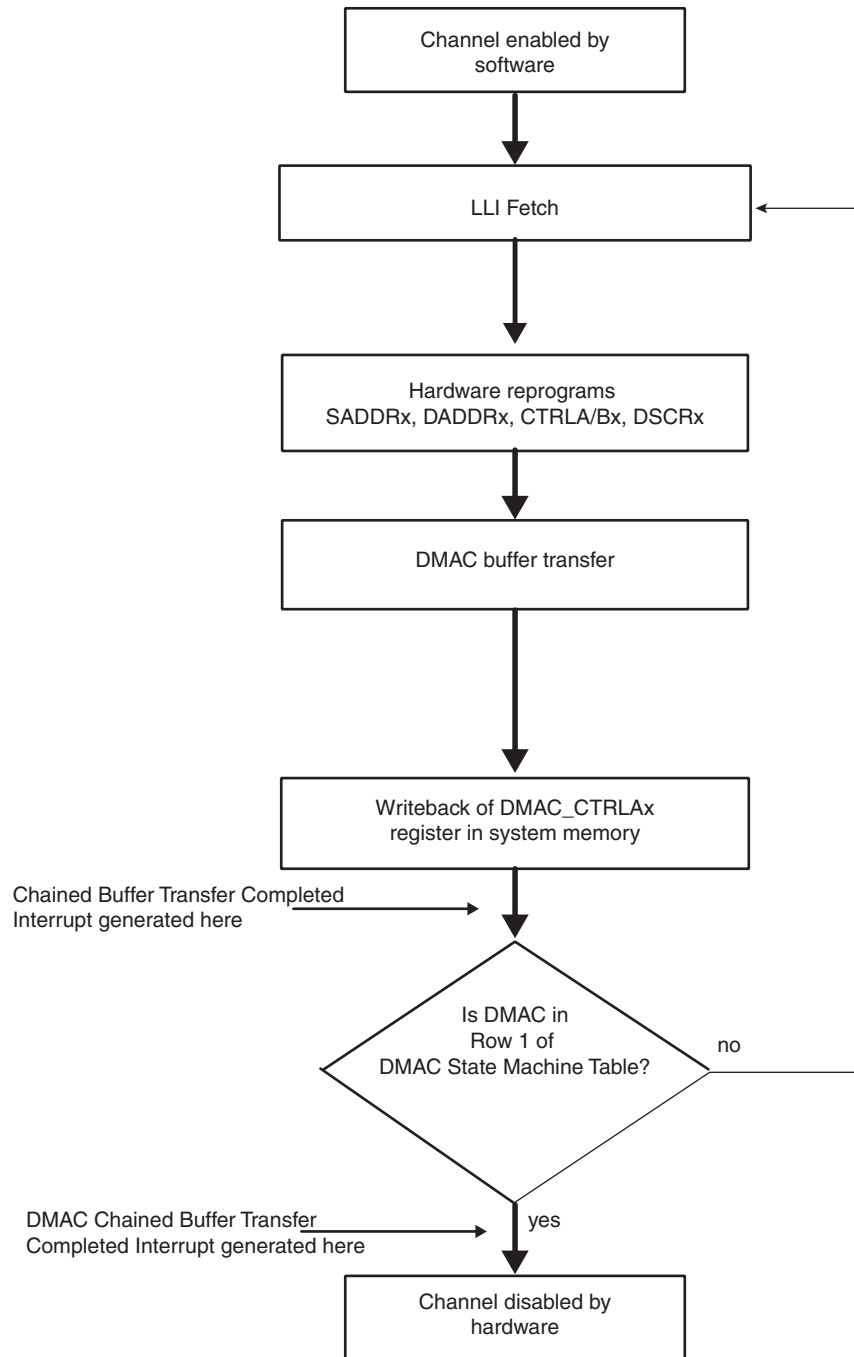 Channel enabled by
software
LLI Fetch
Hardware reprograms
SADDRx, DADDRx, CTRLA/Bx, DSCRx
DMAC buffer transfer
Writeback of DMAC_CTRLAx
register in system memory
Chained Buffer Transfer Completed
Interrupt generated here
Is DMAC in
Row 1 of
DMAC State Machine Table?
no
DMAC Chained Buffer Transfer
Completed Interrupt generated here
yes
Channel disabled by
hardware